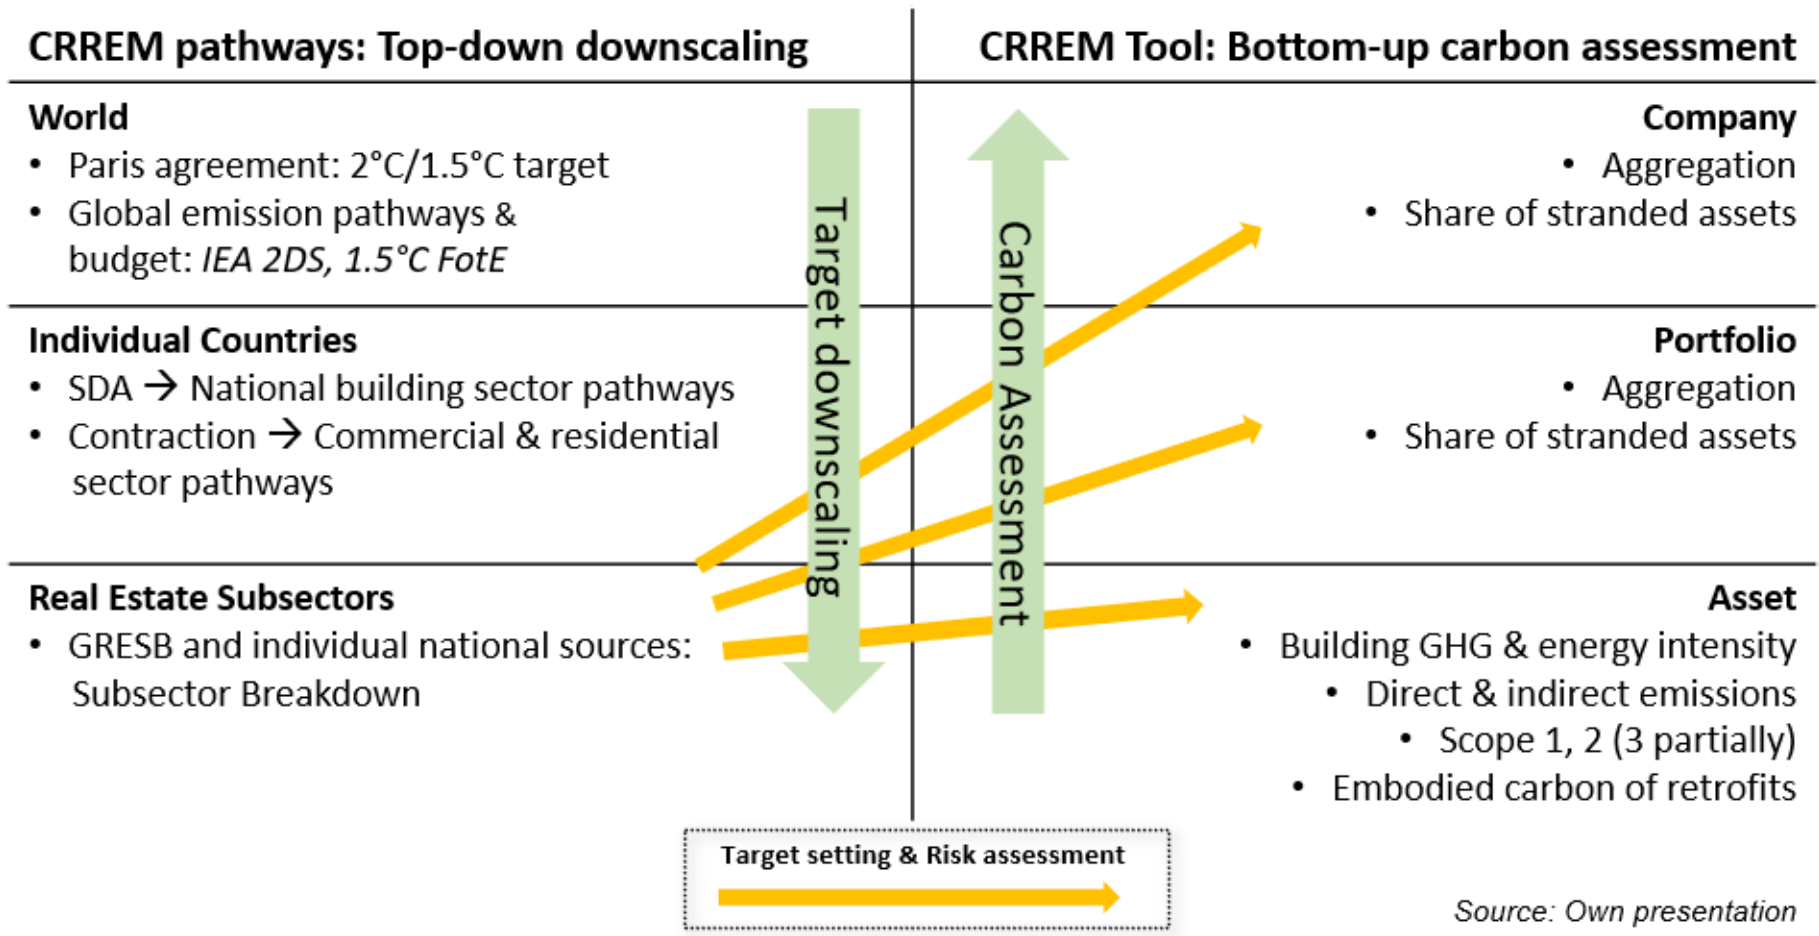 CRREM pathways: Top-down downscaling
CRREM Tool: Bottom-up carbon assessment
World
• Paris agreement: 2°C/1.5°C target
• Global emission pathways &
budget: IEA 2DS, 1.5°C FotE
Company
• Aggregation
• Share of stranded assets
Target downscaling
Carbon Assessment
Individual Countries
• SDA → National building sector pathways
• Contraction → Commercial & residential
sector pathways
Portfolio
• Aggregation
• Share of stranded assets
Real Estate Subsectors
• GRESB and individual national sources:
Subsector Breakdown
Asset
• Building GHG & energy intensity
• Direct & indirect emissions
• Scope 1, 2 (3 partially)
• Embodied carbon of retrofits
Target setting & Risk assessment
Source: Own presentation